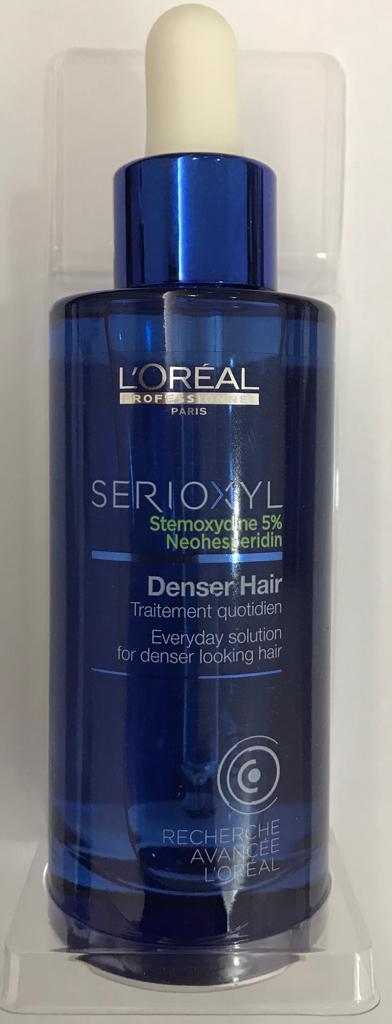 L'ORÉAL
PROFESSIONNEL
PARIS
SERIOXYL
Stemoxydine 5%
Neohesperidin
Denser Hair
Traitement quotidien
Everyday solution
for denser looking hair
RECHERCHE
AVANCÉE
L'ORÉAL